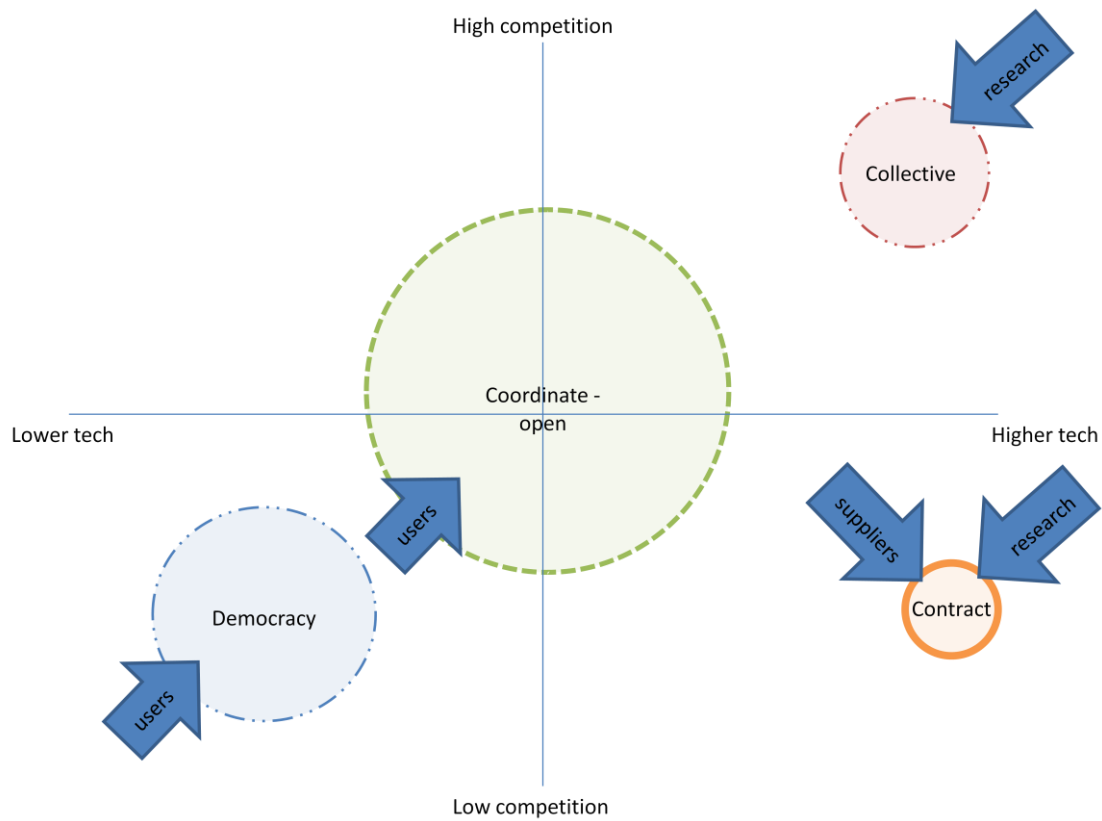 High competition
research
Collective
Coordinate -
open
Lower tech
Higher tech
suppliers
research
users
Contract
Democracy
users
Low competition